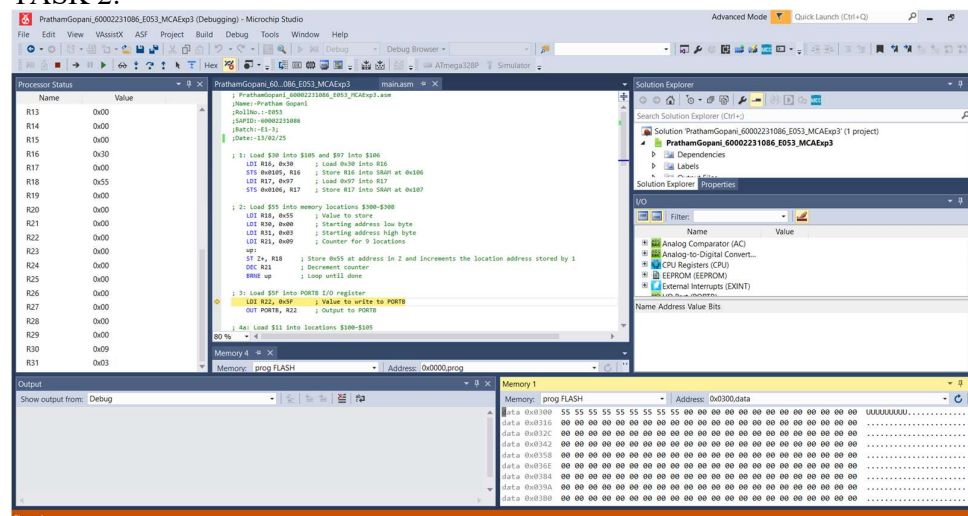 TASK 2:
PrathamGopani_60002231086_E053_MCAExp3 (Debugging) - Microchip Studio
Advanced Mode
Quick Launch (Ctrl+Q)
File Edit View VAssistX ASF Project Build Debug Tools Window Help
Debug
Debug Browser
Hex
ATmega328P
Simulator
Processor Status
Name Value
R13 0x00
R14 0x00
R15 0x00
R16 0x30
R17 0x00
R18 0x55
R19 0x00
R20 0x00
R21 0x00
R22 0x00
R23 0x00
R24 0x00
R25 0x00
R26 0x00
R27 0x00
R28 0x00
R29 0x00
R30 0x09
R31 0x03
PrathamGopani_60...086_E053_MCAExp3
main.asm
; PrathamGopani_60002231086_E053_MCAExp3.asm
;Name:-Pratham Gopani
;RollNo.:-E053
;SAPID:-60002231086
;Batch:-E1-3;
;Date:-13/02/25
; 1: Load $30 into $105 and $97 into $106
LDI R16, 0x30 ; Load 0x30 into R16
STS 0x0105, R16 ; Store R16 into SRAM at 0x106
LDI R17, 0x97 ; Load 0x97 into R17
STS 0x0106, R17 ; Store R17 into SRAM at 0x107
; 2: Load $55 into memory locations $300-$308
LDI R18, 0x55 ; Value to store
LDI R30, 0x00 ; Starting address low byte
LDI R31, 0x03 ; Starting address high byte
LDI R21, 0x09 ; Counter for 9 locations
up:
ST Z+, R18 ; Store 0x55 at address in Z and increments the location address stored by 1
DEC R21 ; Decrement counter
BRNE up ; Loop until done
; 3: Load $5F into PORTB I/O register
LDI R22, 0x5F ; Value to write to PORTB
OUT PORTB, R22 ; Output to PORTB
; 4a: Load $11 into locations $100-$105
80 %
Memory 4
Memory: prog FLASH Address: 0x0000,prog
Solution Explorer
Search Solution Explorer (Ctrl+;)
Solution 'PrathamGopani_60002231086_E053_MCAExp3' (1 project)
PrathamGopani_60002231086_E053_MCAExp3
Dependencies
Labels
Solution Explorer Properties
I/O
Filter:
Name Value
Analog Comparator (AC)
Analog-to-Digital Convert...
CPU Registers (CPU)
EEPROM (EEPROM)
External Interrupts (EXINT)
Name Address Value Bits
Output
Show output from: Debug
Memory 1
Memory: prog FLASH Address: 0x0300,data
data 0x0300 55 55 55 55 55 55 55 55 55 00 00 00 00 00 00 00 00 00 00 00 00 00 UUUUUUUUU.............
data 0x0316 00 00 00 00 00 00 00 00 00 00 00 00 00 00 00 00 00 00 00 00 00 00 ......................
data 0x032C 00 00 00 00 00 00 00 00 00 00 00 00 00 00 00 00 00 00 00 00 00 00 ......................
data 0x0342 00 00 00 00 00 00 00 00 00 00 00 00 00 00 00 00 00 00 00 00 00 00 ......................
data 0x0358 00 00 00 00 00 00 00 00 00 00 00 00 00 00 00 00 00 00 00 00 00 00 ......................
data 0x036E 00 00 00 00 00 00 00 00 00 00 00 00 00 00 00 00 00 00 00 00 00 00 ......................
data 0x0384 00 00 00 00 00 00 00 00 00 00 00 00 00 00 00 00 00 00 00 00 00 00 ......................
data 0x039A 00 00 00 00 00 00 00 00 00 00 00 00 00 00 00 00 00 00 00 00 00 00 ......................
data 0x03B0 00 00 00 00 00 00 00 00 00 00 00 00 00 00 00 00 00 00 00 00 00 00 ......................